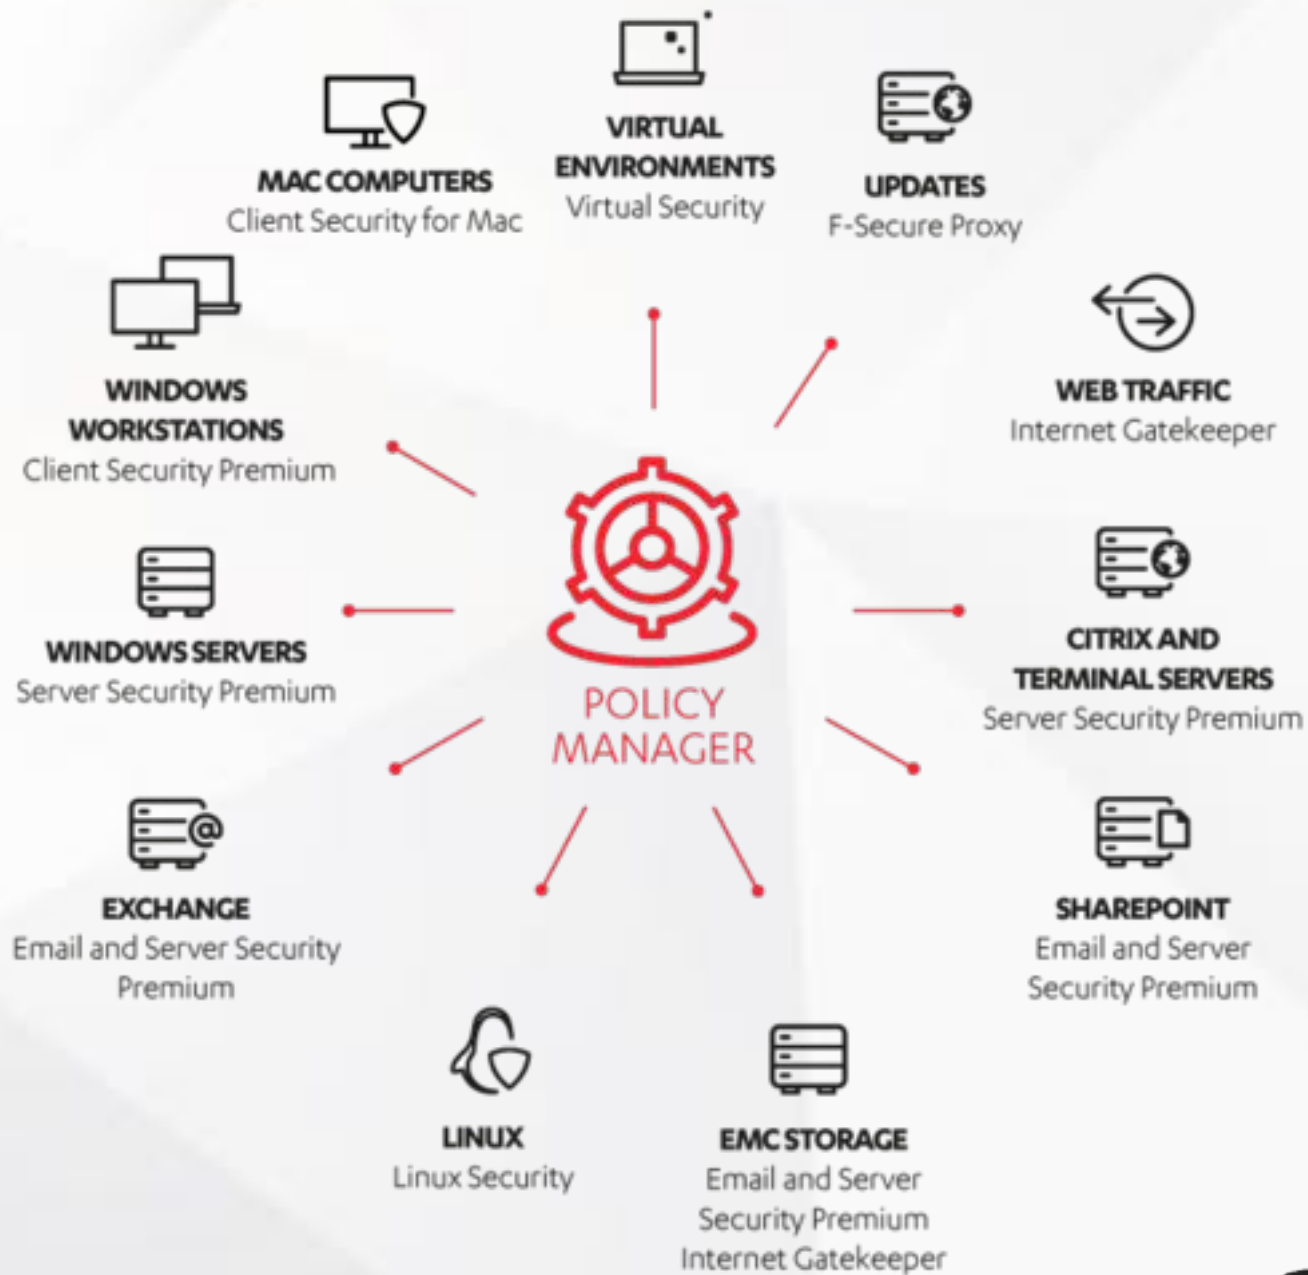 VIRTUAL
ENVIRONMENTS
Virtual Security
MAC COMPUTERS
Client Security for Mac
UPDATES
F-Secure Proxy
WINDOWS
WORKSTATIONS
Client Security Premium
WEB TRAFFIC
Internet Gatekeeper
WINDOWS SERVERS
Server Security Premium
POLICY
MANAGER
CITRIX AND
TERMINAL SERVERS
Server Security Premium
EXCHANGE
Email and Server Security
Premium
SHAREPOINT
Email and Server
Security Premium
LINUX
Linux Security
EMC STORAGE
Email and Server
Security Premium
Internet Gatekeeper